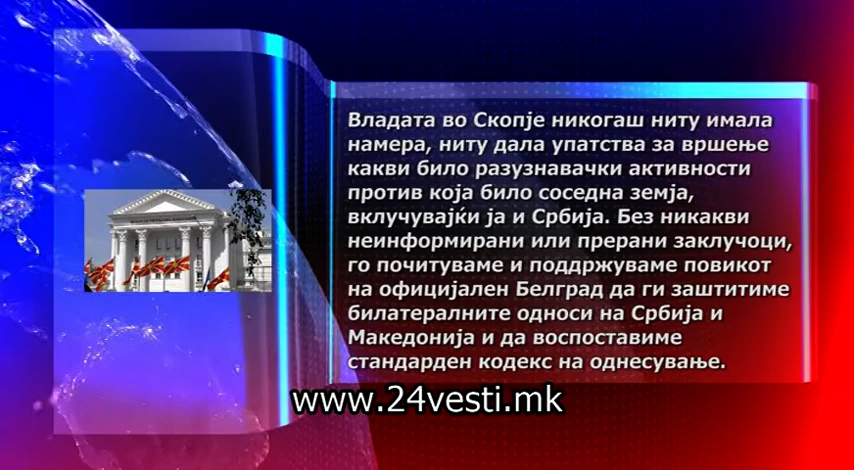 Владата во Скопје никогаш ниту имала
намера, ниту дала упатства за вршење
какви било разузнавачки активности
против која било соседна земја,
вклучувајќи ја и Србија. Без никакви
неинформирани или прерани заклучоци,
го почитуваме и поддржуваме повикот
на официјален Белград да ги заштитиме
билатералните односи на Србија и
Македонија и да воспоставиме
стандарден кодекс на однесување.
www.24vesti.mk